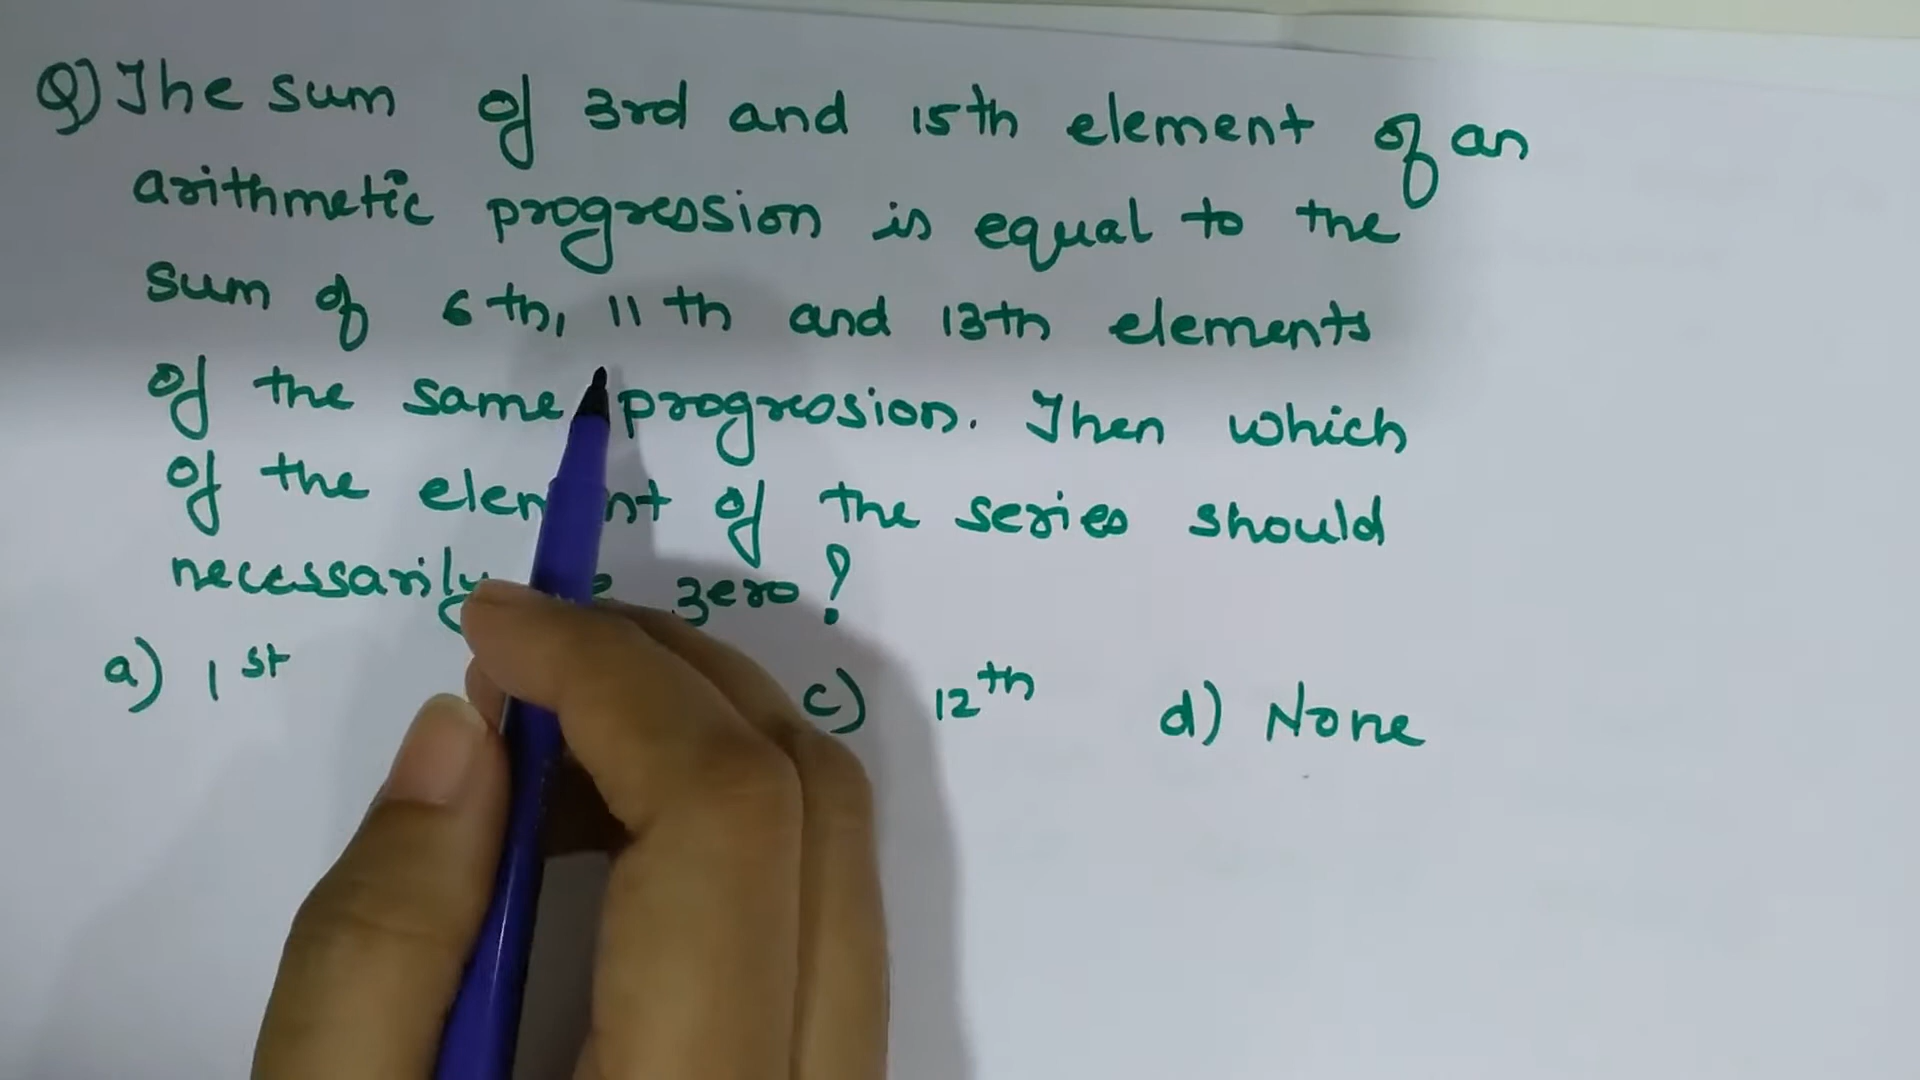 Q) The sum of 3rd and 15th element of an
arithmetic progression is equal to the
sum of 6th, 11th and 13th elements
of the same progression. Then which
of the element of the series should
necessarily zero?
a) 1st c) 12th d) None